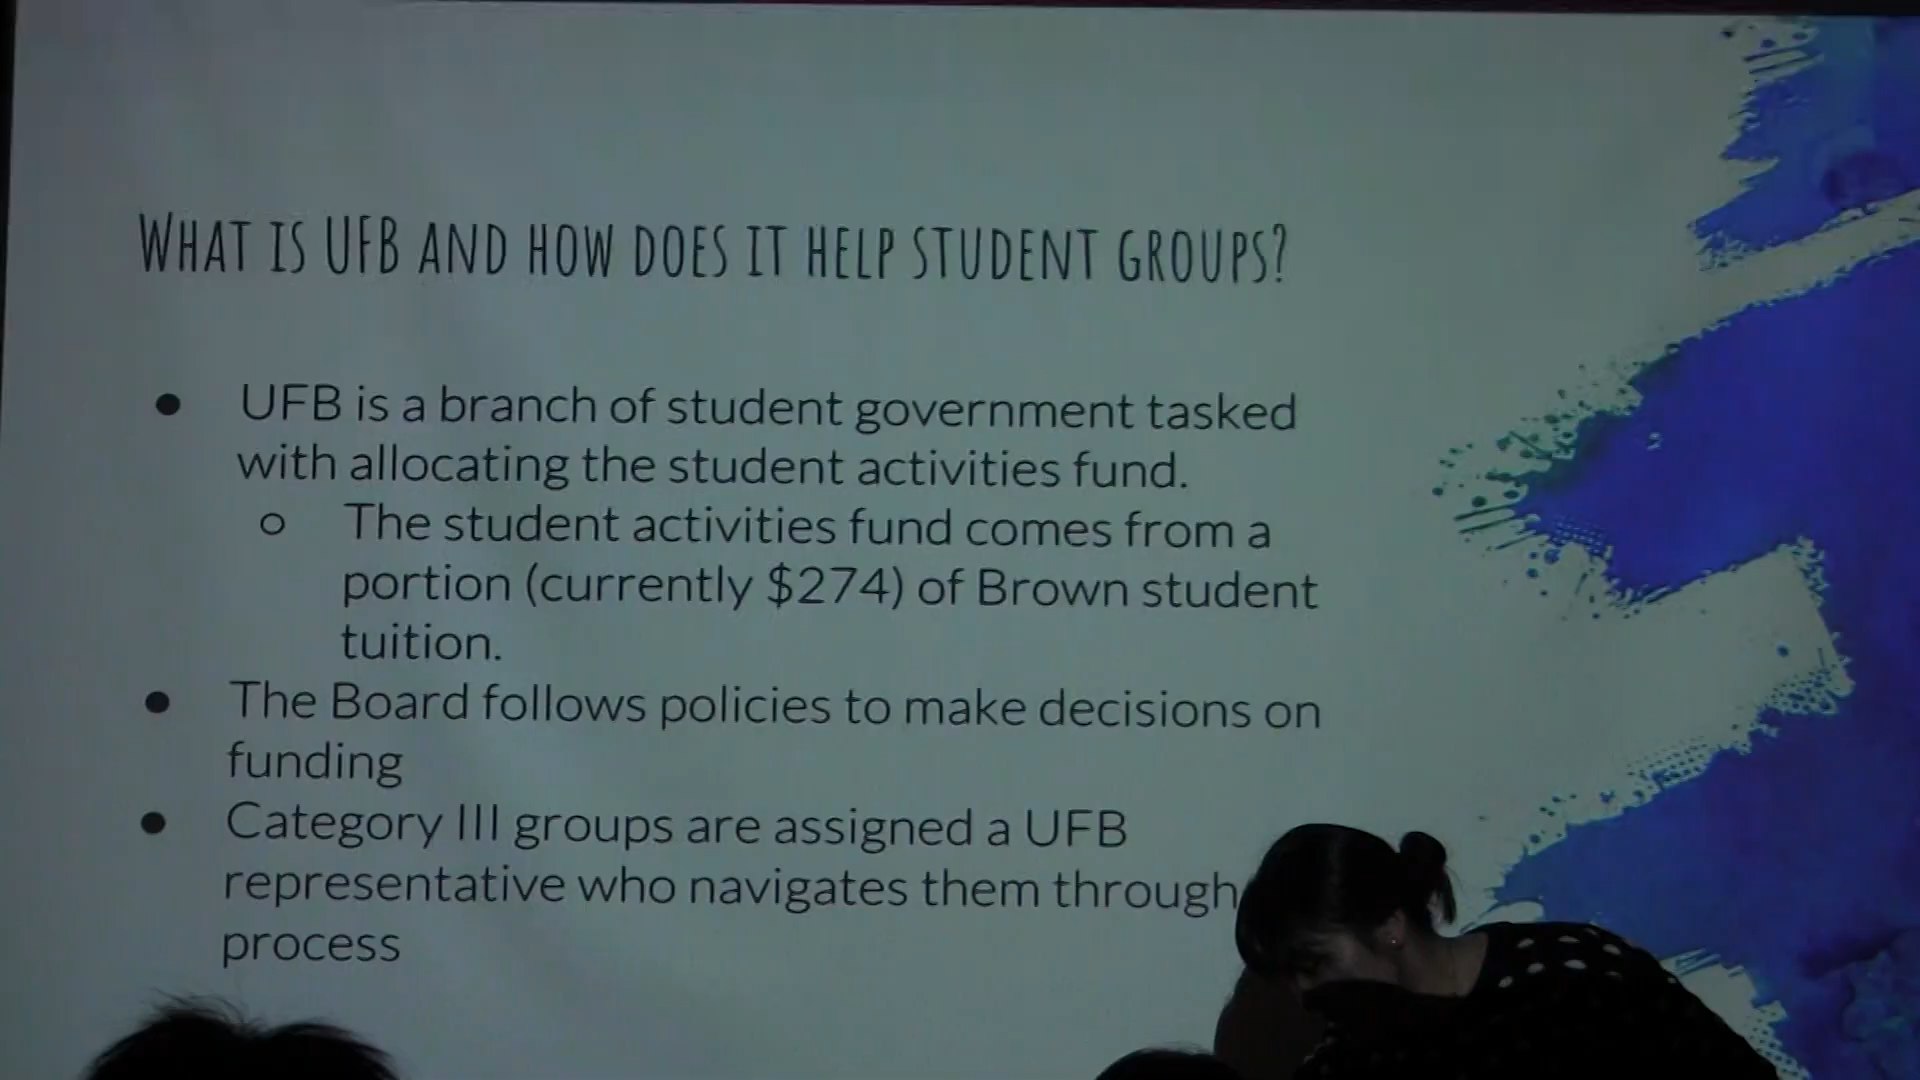 WHAT IS UFB AND HOW DOES IT HELP STUDENT GROUPS?
● UFB is a branch of student government tasked
with allocating the student activities fund.
○ The student activities fund comes from a
portion (currently $274) of Brown student
tuition.
● The Board follows policies to make decisions on
funding
● Category III groups are assigned a UFB
representative who navigates them through
process